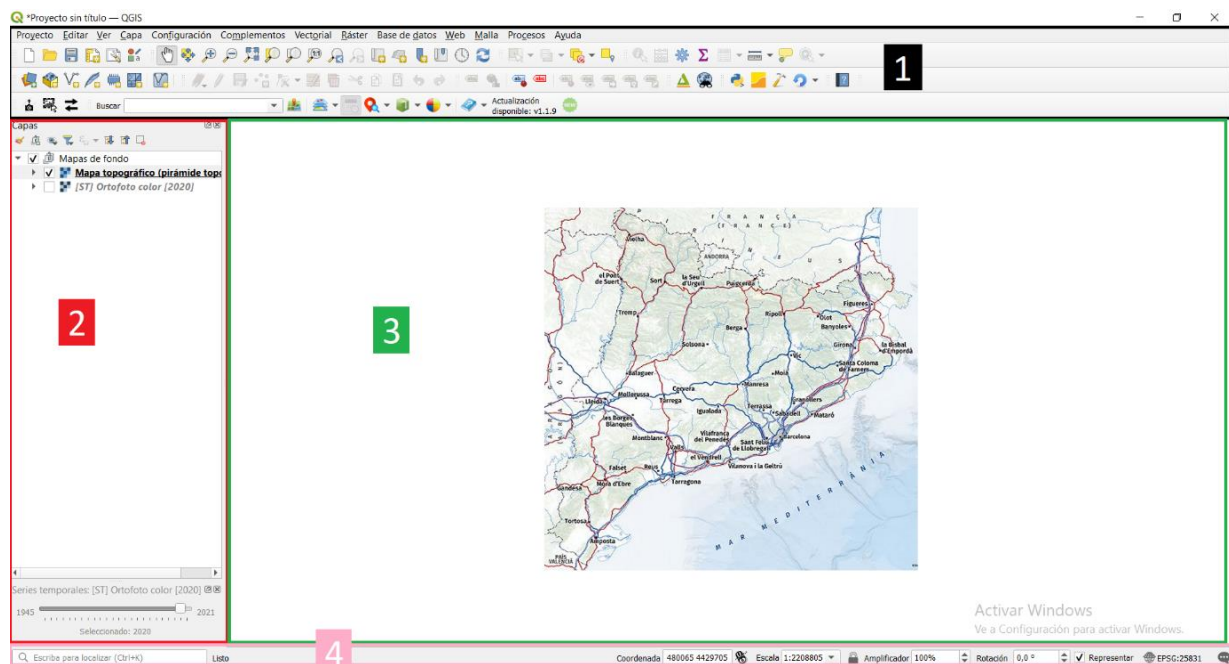 *Proyecto sin título — QGIS
Proyecto Editar Ver Capa Configuración Complementos Vectorial Ráster Base de datos Web Malla Procesos Ayuda
1
Buscar
Actualización
disponible: v1.1.9
Capas
Mapas de fondo
Mapa topográfico (pirámide topo
[ST] Ortofoto color [2020]
2
3
FRANÇA
(FRANCE)
Vielha
ANDORRA
el Pont
de Suert
Sort
la Seu
d'Urgell
Puigcerdà
Figueres
Tremp
Ripoll
Olot
Banyoles
Berga
Solsona
Girona
la Bisbal
d'Empordà
Vic
Santa Coloma
de Farners
Balaguer
Moià
Manresa
Cervera
Mollerussa
Lleida
Tàrrega
Igualada
Terrassa
Granollers
Sabadell
Mataró
les Borges
Blanques
Montblanc
Vilafranca
del Penedès
Sant Feliu
de Llobregat
Barcelona
Valls
el Vendrell
Vilanova i la Geltrú
Falset
Reus
Tarragona
Gandesa
Móra d'Ebre
Tortosa
Amposta
MAR MEDITERRÀNIA
PAÍS
VALENCIÀ
Series temporales: [ST] Ortofoto color [2020]
1945
2021
Seleccionado: 2020
Activar Windows
Ve a Configuración para activar Windows.
4
Escriba para localizar (Ctrl+K)
Listo
Coordenada 480065 4429705 Escala 1:2208805 Amplificador 100% Rotación 0,0 ° Representar EPSG:25831